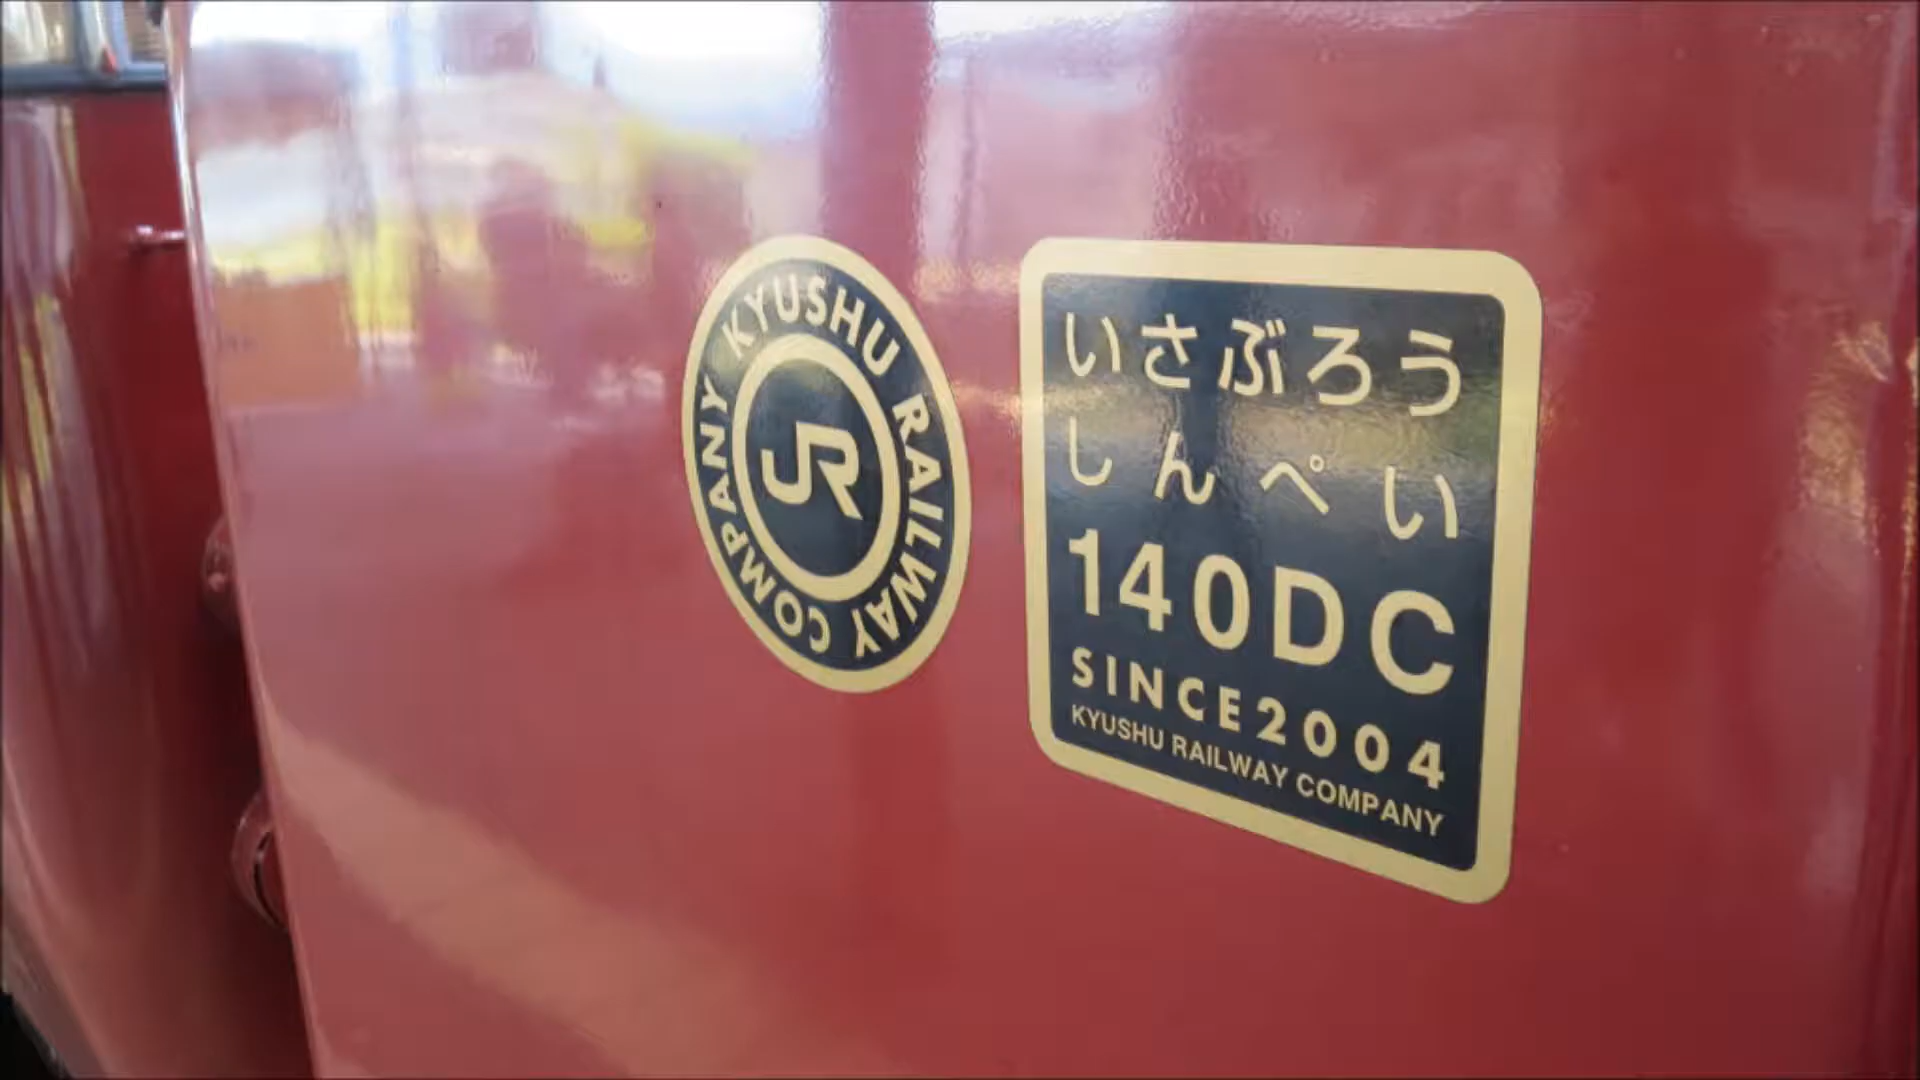 KYUSHU RAILWAY COMPANY
JR
いさぶろう
しんぺい
140DC
SINCE2004
KYUSHU RAILWAY COMPANY